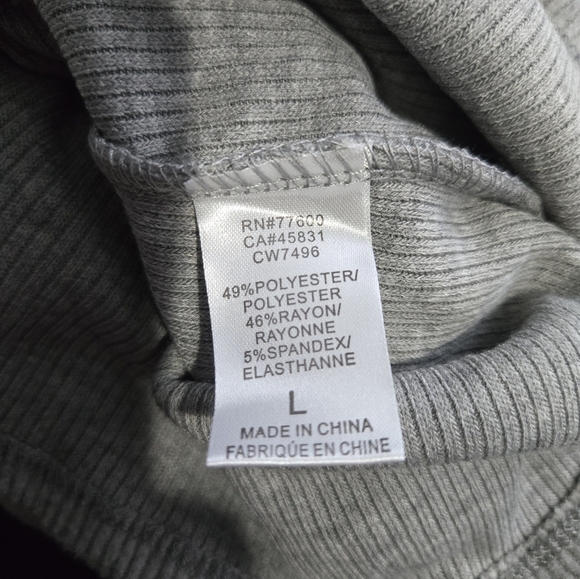 RN#77600
CA#45831
CW7496
49%POLYESTER/
POLYESTER
46%RAYON/
RAYONNE
5%SPANDEX/
ELASTHANNE
L
MADE IN CHINA
FABRIQÛE EN CHINE